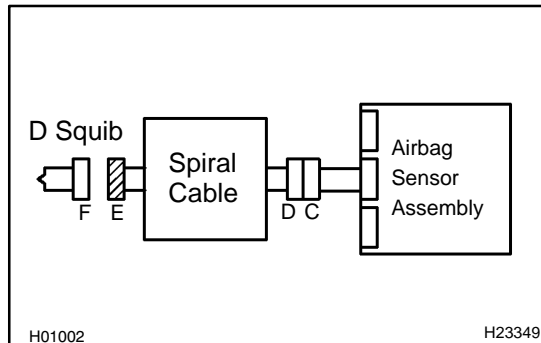 D Squib
Spiral
Cable
Airbag
Sensor
Assembly
F E D C
H01002 H23349